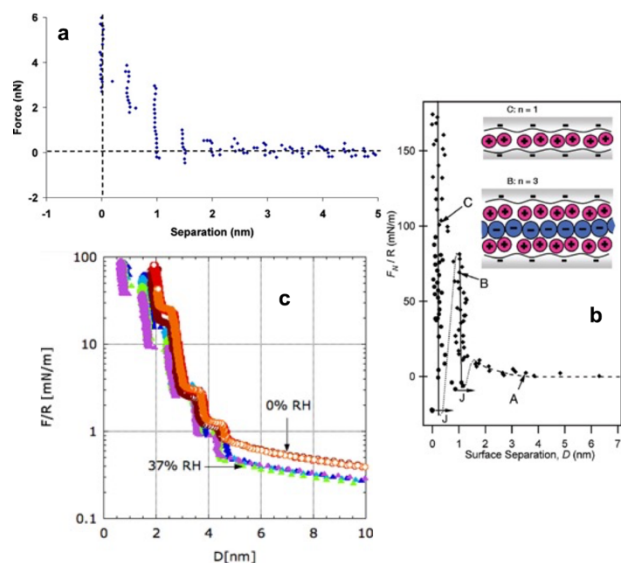 a
Force (nN)
6
4
2
0
2
-1
0
1
2
3
4
5
Separation (nm)
c
F/R [mN/m]
100
10
1
0.1
0% RH
37% RH
0
2
4
6
8
10
D[nm]
b
F_N / R (mN/m)
150
100
50
0
C: n = 1
B: n = 3
C
B
A
J
J
0
1
2
3
4
5
6
7
Surface Separation, D (nm)